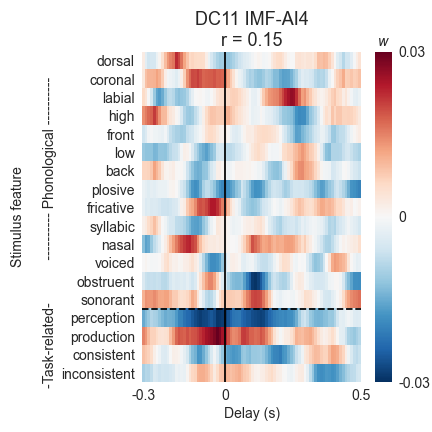 DC11 IMF-AI4
r = 0.15
w
dorsal
coronal
labial
high
front
low
back
plosive
fricative
syllabic
nasal
voiced
obstruent
sonorant
perception
production
consistent
inconsistent
Stimulus feature
---------- Phonological ----------
-Task-related-
0.03
0
-0.03
-0.3
0
0.5
Delay (s)